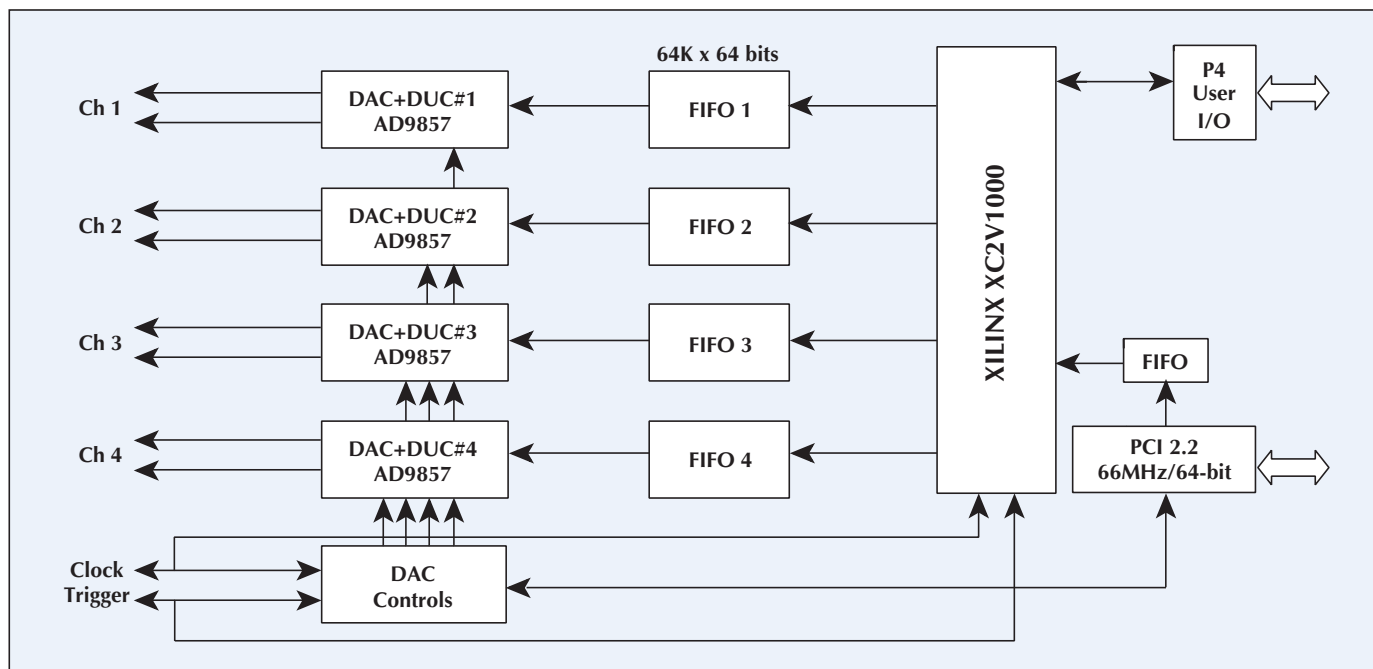 64K x 64 bits
Ch 1
DAC+DUC#1
AD9857
FIFO 1
XILINX XC2V1000
P4
User
I/O
Ch 2
DAC+DUC#2
AD9857
FIFO 2
Ch 3
DAC+DUC#3
AD9857
FIFO 3
FIFO
Ch 4
DAC+DUC#4
AD9857
FIFO 4
PCI 2.2
66MHz/64-bit
Clock
Trigger
DAC
Controls